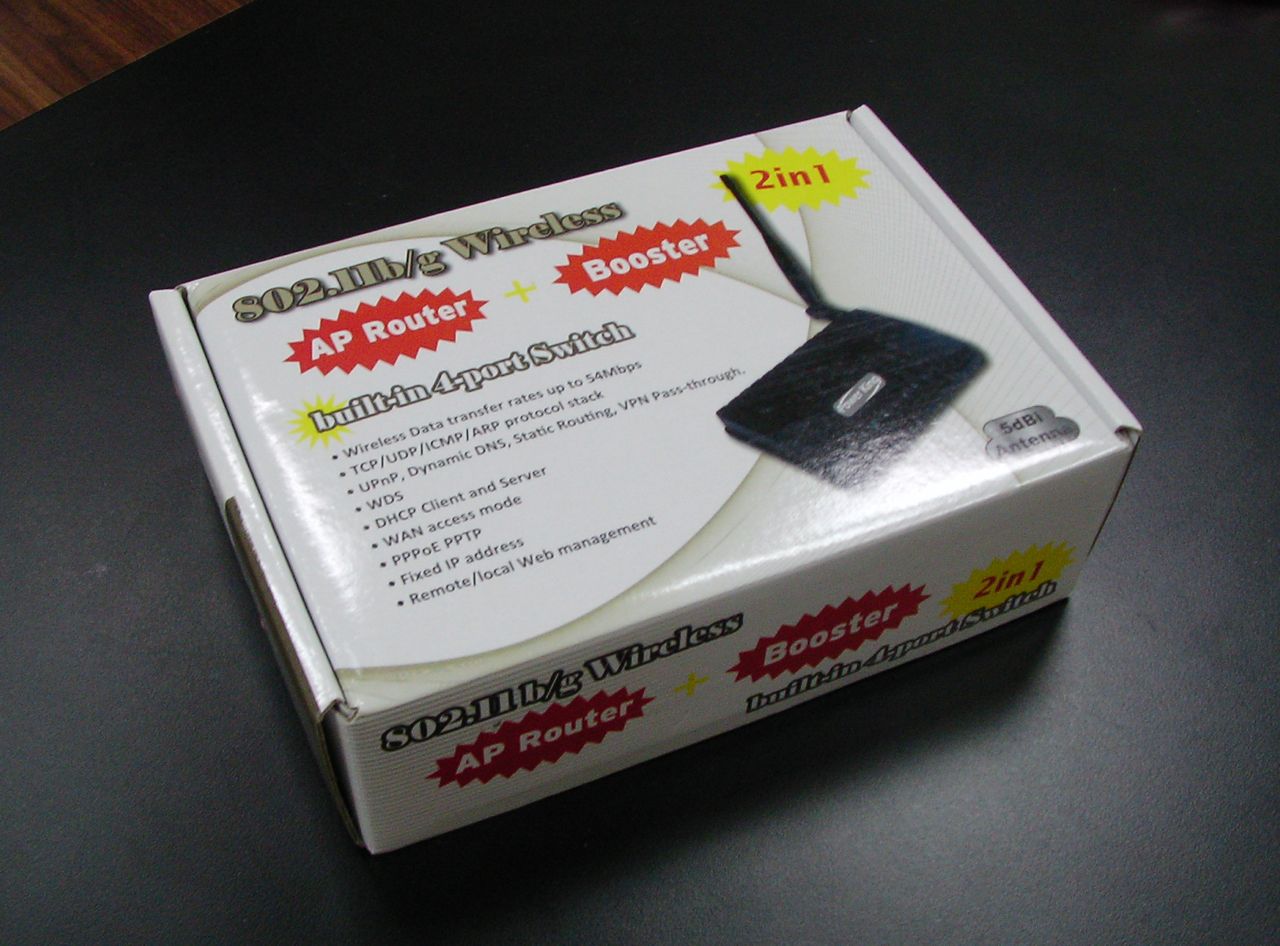 2in1
802.11b/g Wireless
AP Router + Booster
built-in 4-port Switch
• Wireless Data transfer rates up to 54Mbps
• TCP/UDP/ICMP/ARP protocol stack
• UPnP, Dynamic DNS, Static Routing, VPN Pass-through.
• WDS
• DHCP Client and Server
• WAN access mode
• PPPoE PPTP
• Fixed IP address
• Remote/local Web management
5dBi
Antenna
802.11 b/g Wireless
AP Router + Booster
2in1
built-in 4-port Switch